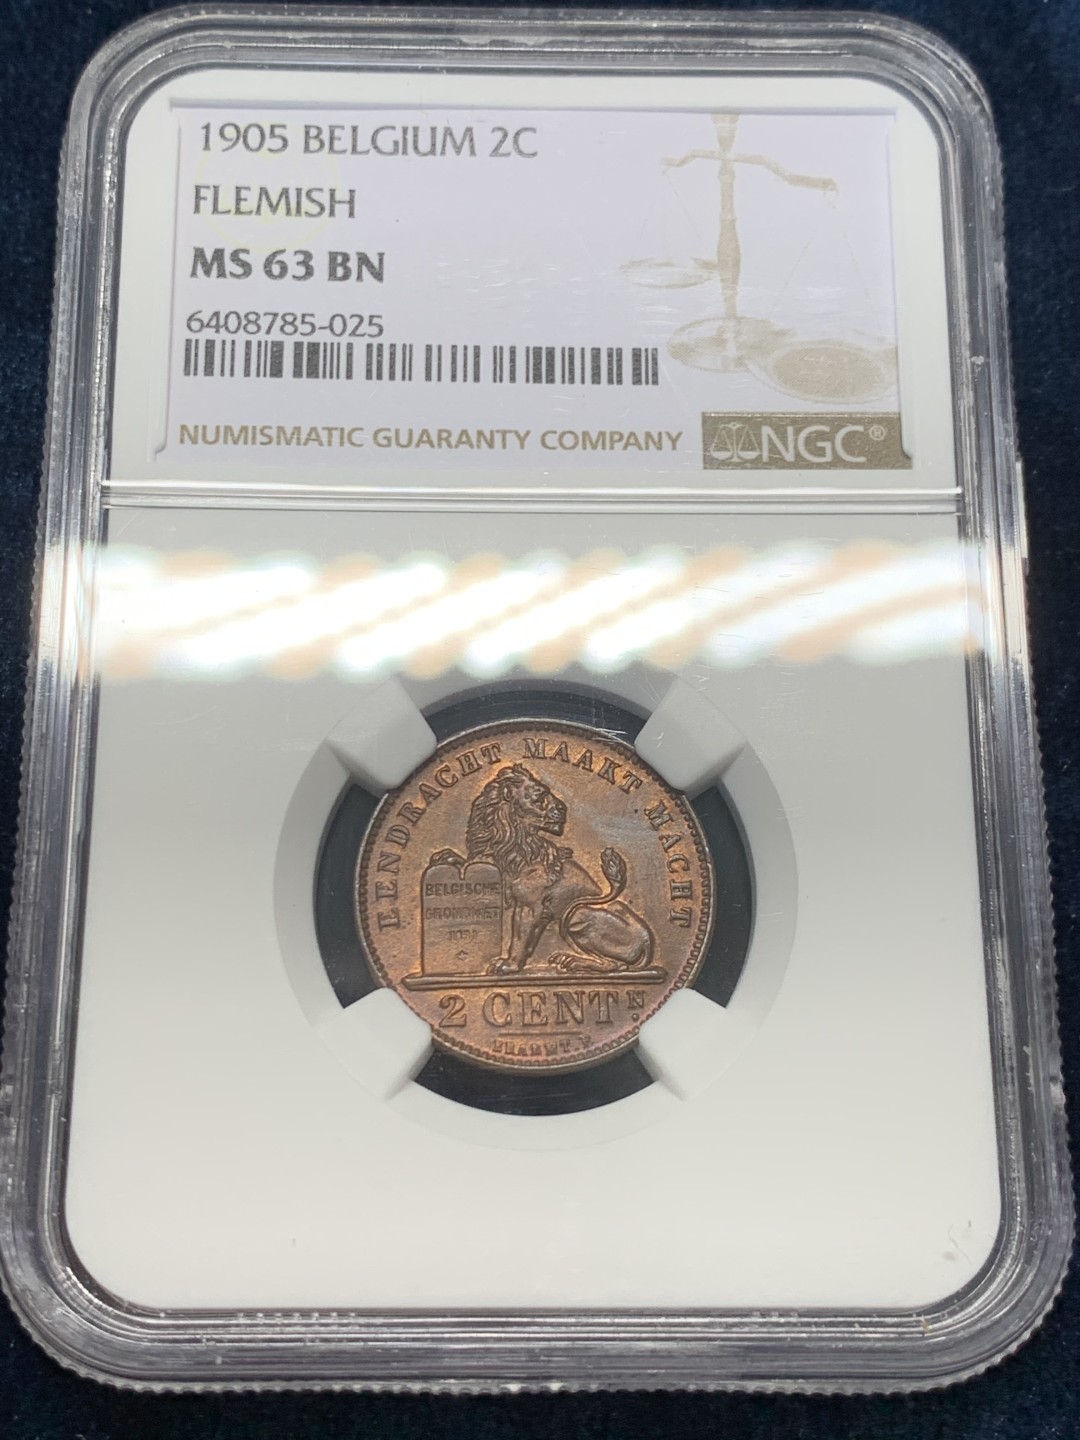 1905 BELGIUM 2C
FLEMISH
MS 63 BN
6408785-025
NUMISMATIC GUARANTY COMPANY
NGC®
EENDRACHT MAAKT MACHT
BELGISCHE
GRONDWET
2 CENTN